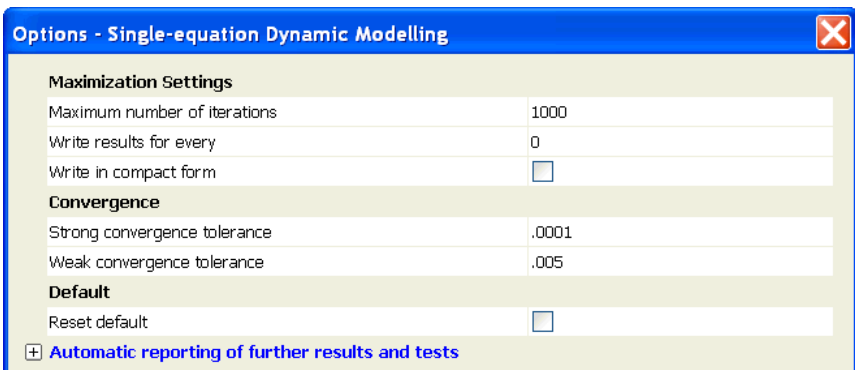 Options - Single-equation Dynamic Modelling
Maximization Settings
Maximum number of iterations 1000
Write results for every 0
Write in compact form
Convergence
Strong convergence tolerance .0001
Weak convergence tolerance .005
Default
Reset default
Automatic reporting of further results and tests